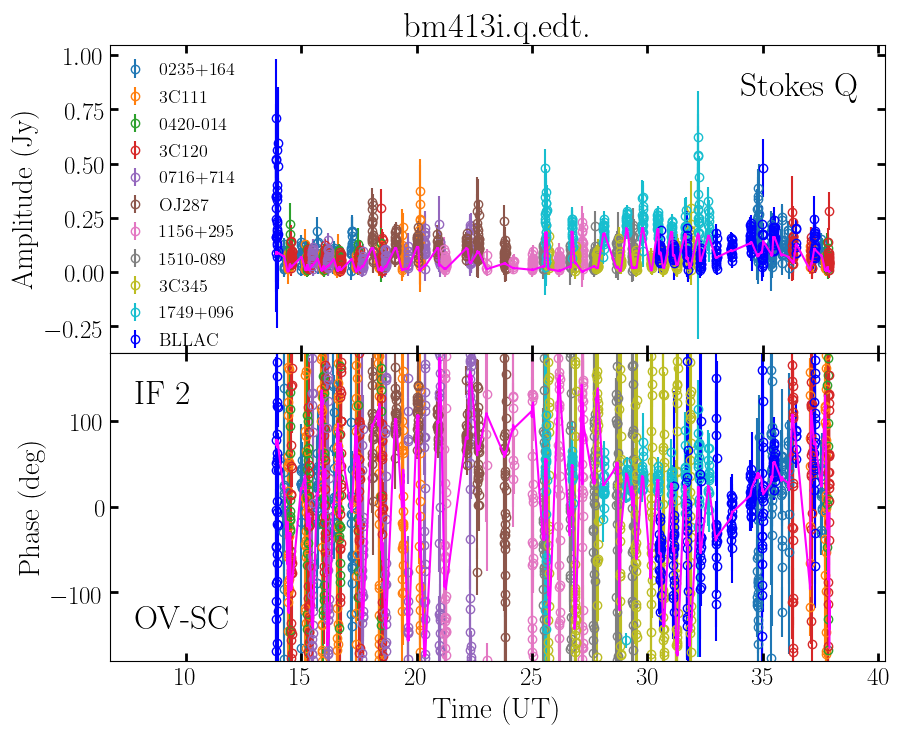 bm413i.q.edt.
Stokes Q
Amplitude (Jy)
1.00
0.75
0.50
0.25
0.00
−0.25
0235+164
3C111
0420-014
3C120
0716+714
OJ287
1156+295
1510-089
3C345
1749+096
BLLAC
IF 2
OV-SC
Phase (deg)
100
0
−100
10 15 20 25 30 35 40
Time (UT)